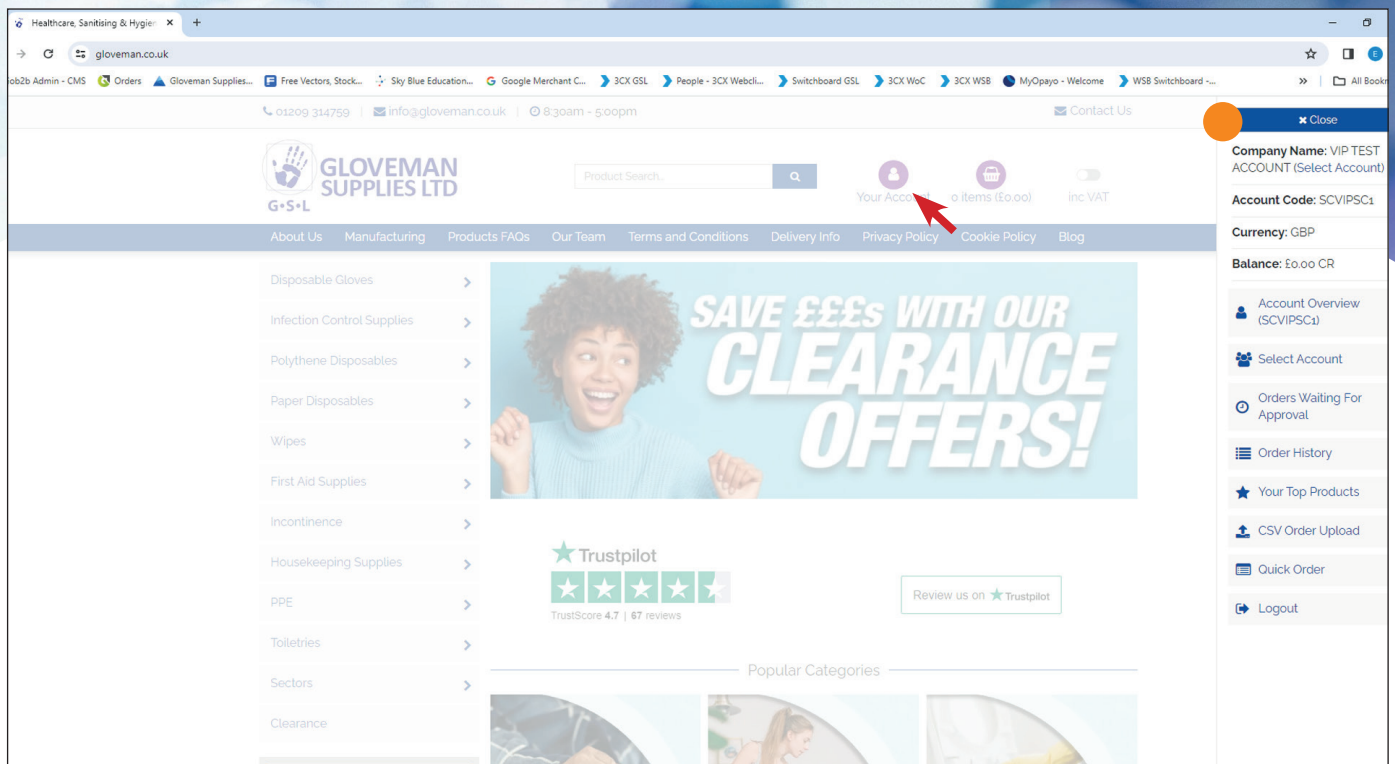 Healthcare, Sanitising & Hygien
gloveman.co.uk
ob2b Admin - CMS Orders Gloveman Supplies... Free Vectors, Stock... Sky Blue Education... Google Merchant C... 3CX GSL People - 3CX Webcli... Switchboard GSL 3CX WoC 3CX WSB MyOpayo - Welcome WSB Switchboard -... » All Bookm
01209 314759 | info@gloveman.co.uk | 8:30am - 5:00pm Contact Us
Close
GLOVEMAN
SUPPLIES LTD
G•S•L
Product Search..
Your Account
0 items (£0.00)
inc.VAT
About Us Manufacturing Products FAQs Our Team Terms and Conditions Delivery Info Privacy Policy Cookie Policy Blog
Disposable Gloves
Infection Control Supplies
Polythene Disposables
Paper Disposables
Wipes
First Aid Supplies
Incontinence
Housekeeping Supplies
PPE
Toiletries
Sectors
Clearance
SAVE £££s WITH OUR
CLEARANCE
OFFERS!
Trustpilot
TrustScore 4.7 | 67 reviews
Review us on Trustpilot
Popular Categories
Company Name: VIP TEST
ACCOUNT (Select Account)
Account Code: SCVIPSC1
Currency: GBP
Balance: £0.00 CR
Account Overview
(SCVIPSC1)
Select Account
Orders Waiting For
Approval
Order History
Your Top Products
CSV Order Upload
Quick Order
Logout